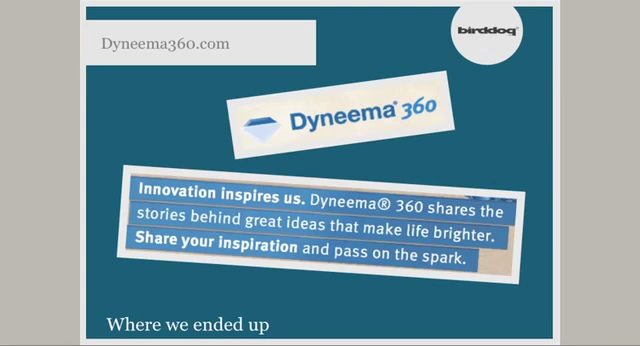 Dyneema360.com
birddog
Dyneema® 360
Innovation inspires us. Dyneema® 360 shares the
stories behind great ideas that make life brighter.
Share your inspiration and pass on the spark.
Where we ended up